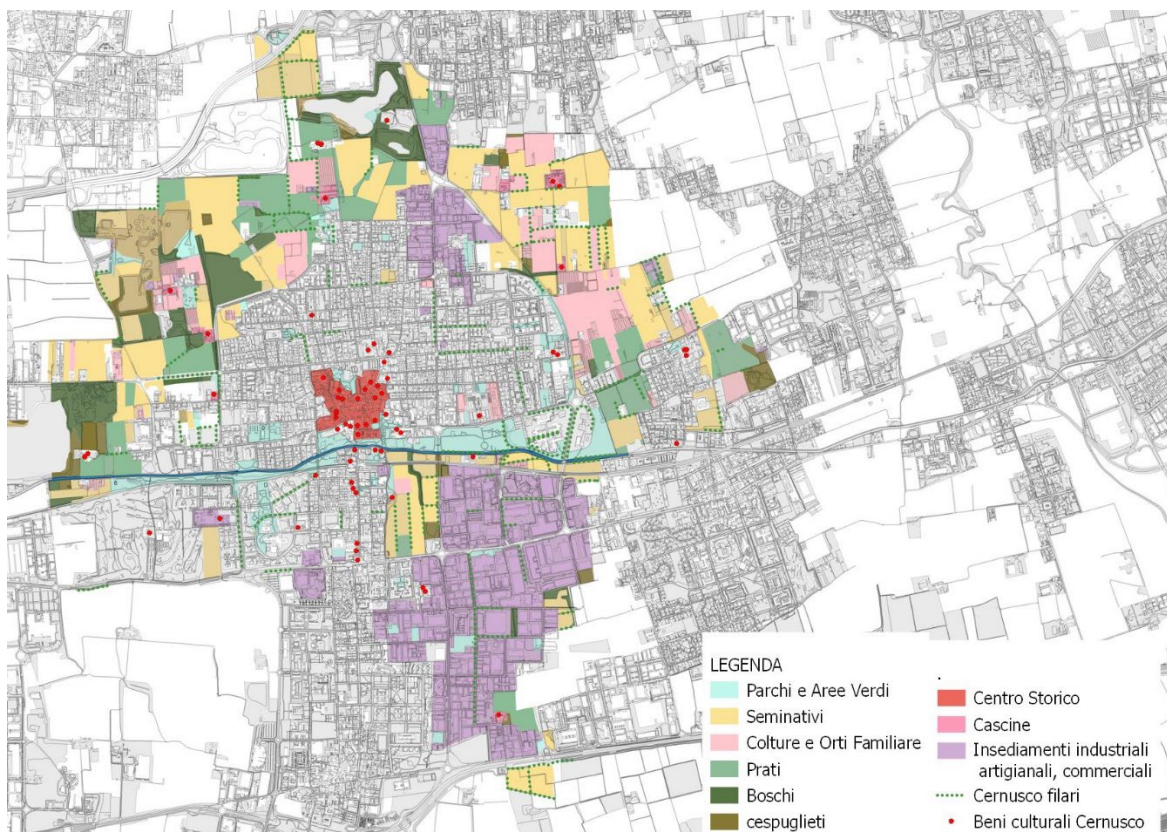 LEGENDA
Parchi e Aree Verdi
Seminativi
Colture e Orti Familiare
Prati
Boschi
cespuglieti
.
Centro Storico
Cascine
Insediamenti industriali
artigianali, commerciali
Cernusco filari
Beni culturali Cernusco